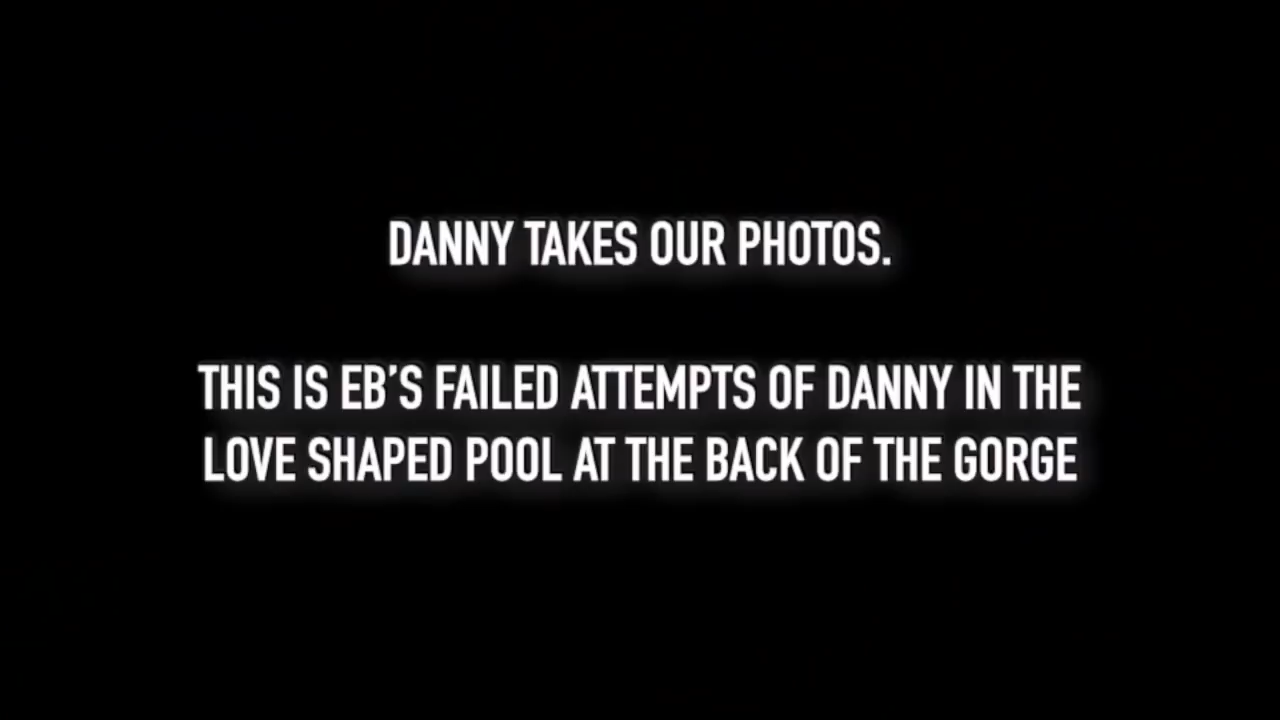 DANNY TAKES OUR PHOTOS.
THIS IS EB'S FAILED ATTEMPTS OF DANNY IN THE
LOVE SHAPED POOL AT THE BACK OF THE GORGE